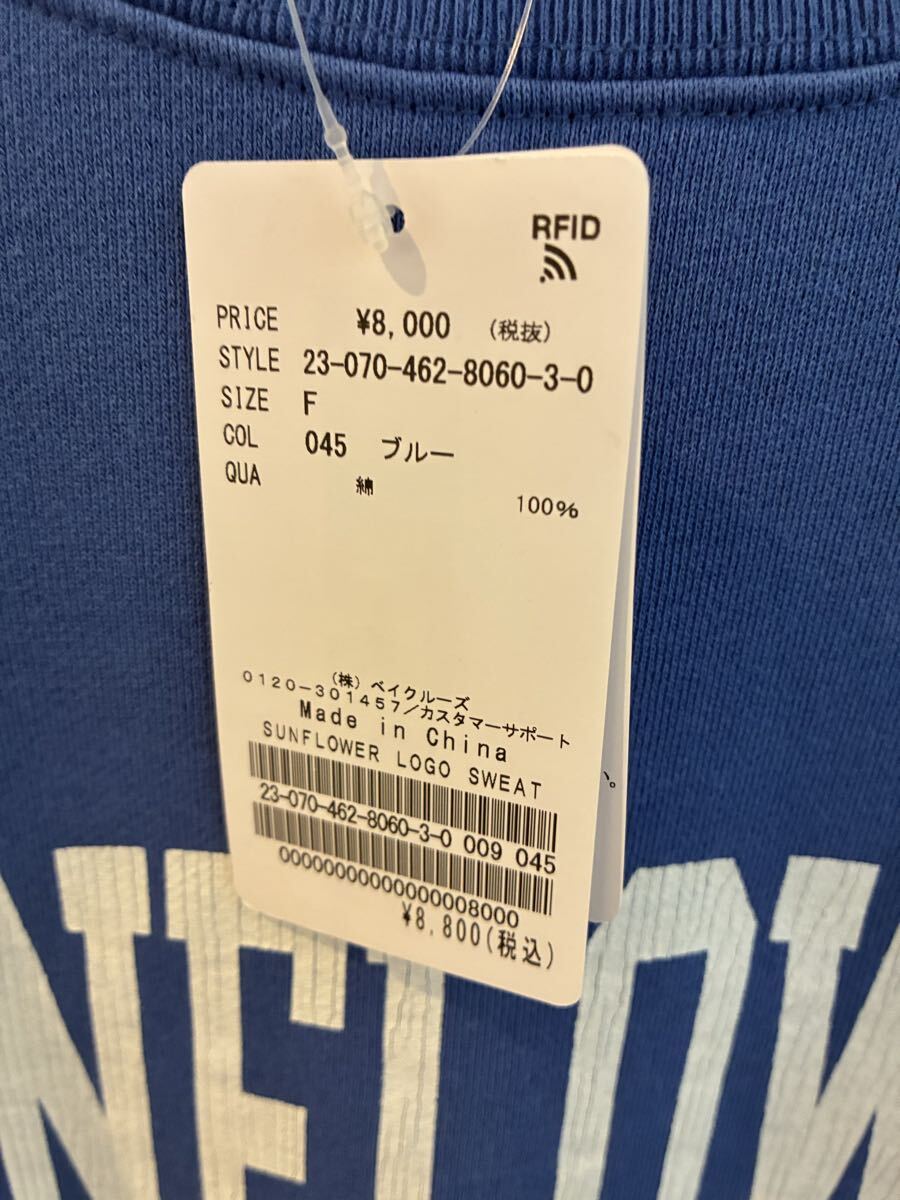 RFID
PRICE ¥8,000 (税抜)
STYLE 23-070-462-8060-3-0
SIZE F
COL 045 ブルー
QUA 綿 100%
(株) ベイクルーズ
0120-301457/カスタマーサポート
Made in China
SUNFLOWER LOGO SWEAT
23-070-462-8060-3-0 009 045
00000000000000008000
¥8,800(税込)
い。
NFLOW